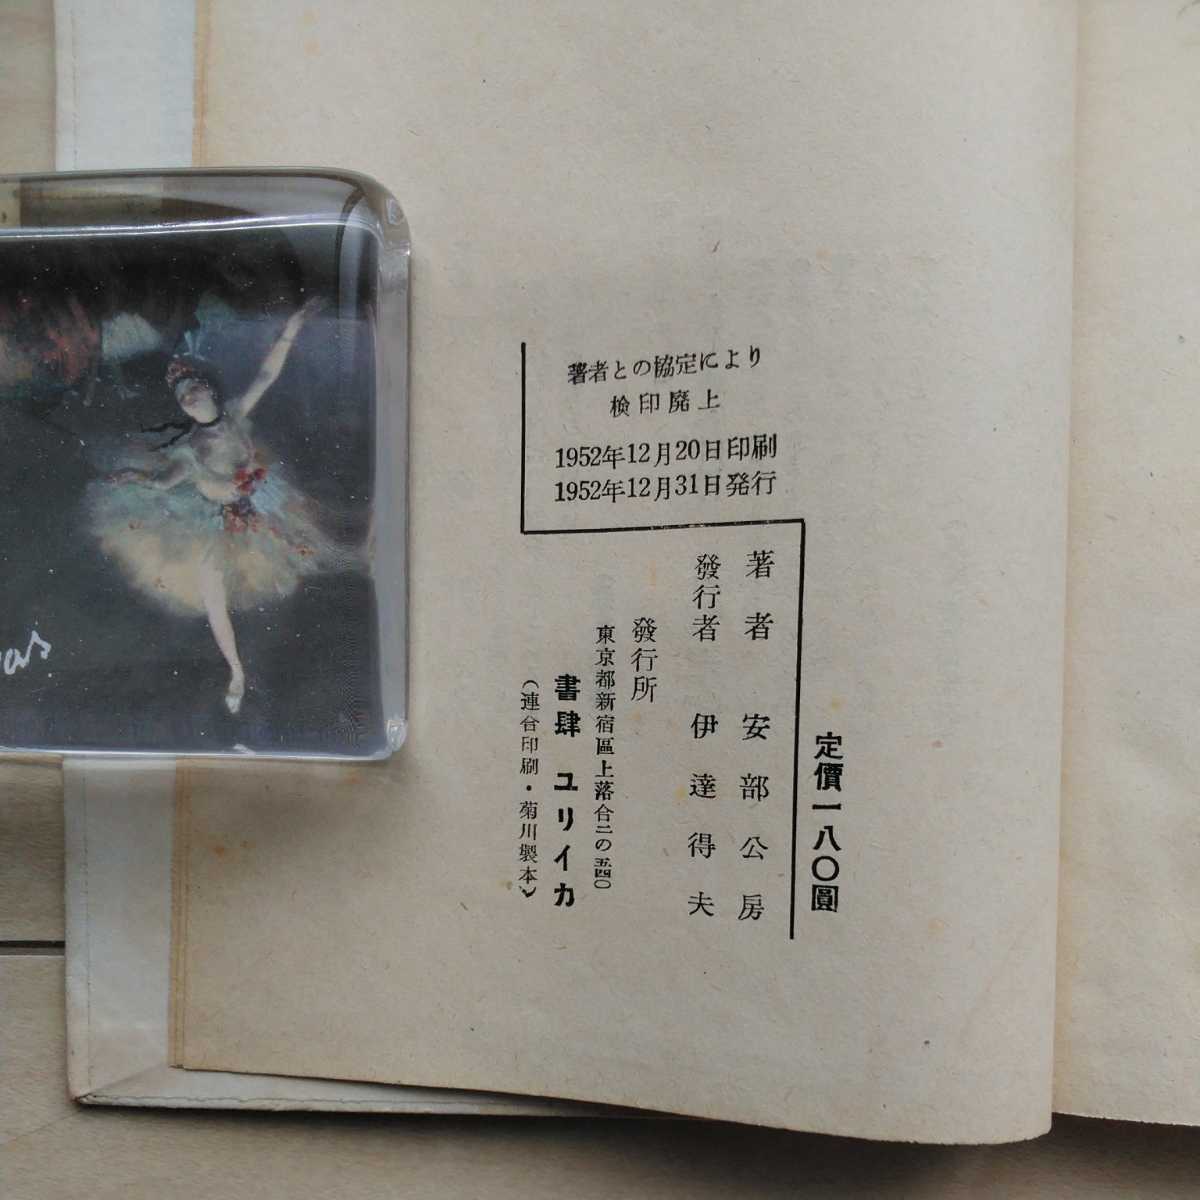 著者との協定により
検印廃止
1952年12月20日印刷
1952年12月31日発行
定價一八〇圓
著者 安部公房
發行者 伊達得夫
發行所
東京都新宿區上落合二の五四〇
書肆 ユリイカ
(連合印刷・菊川製本)
as